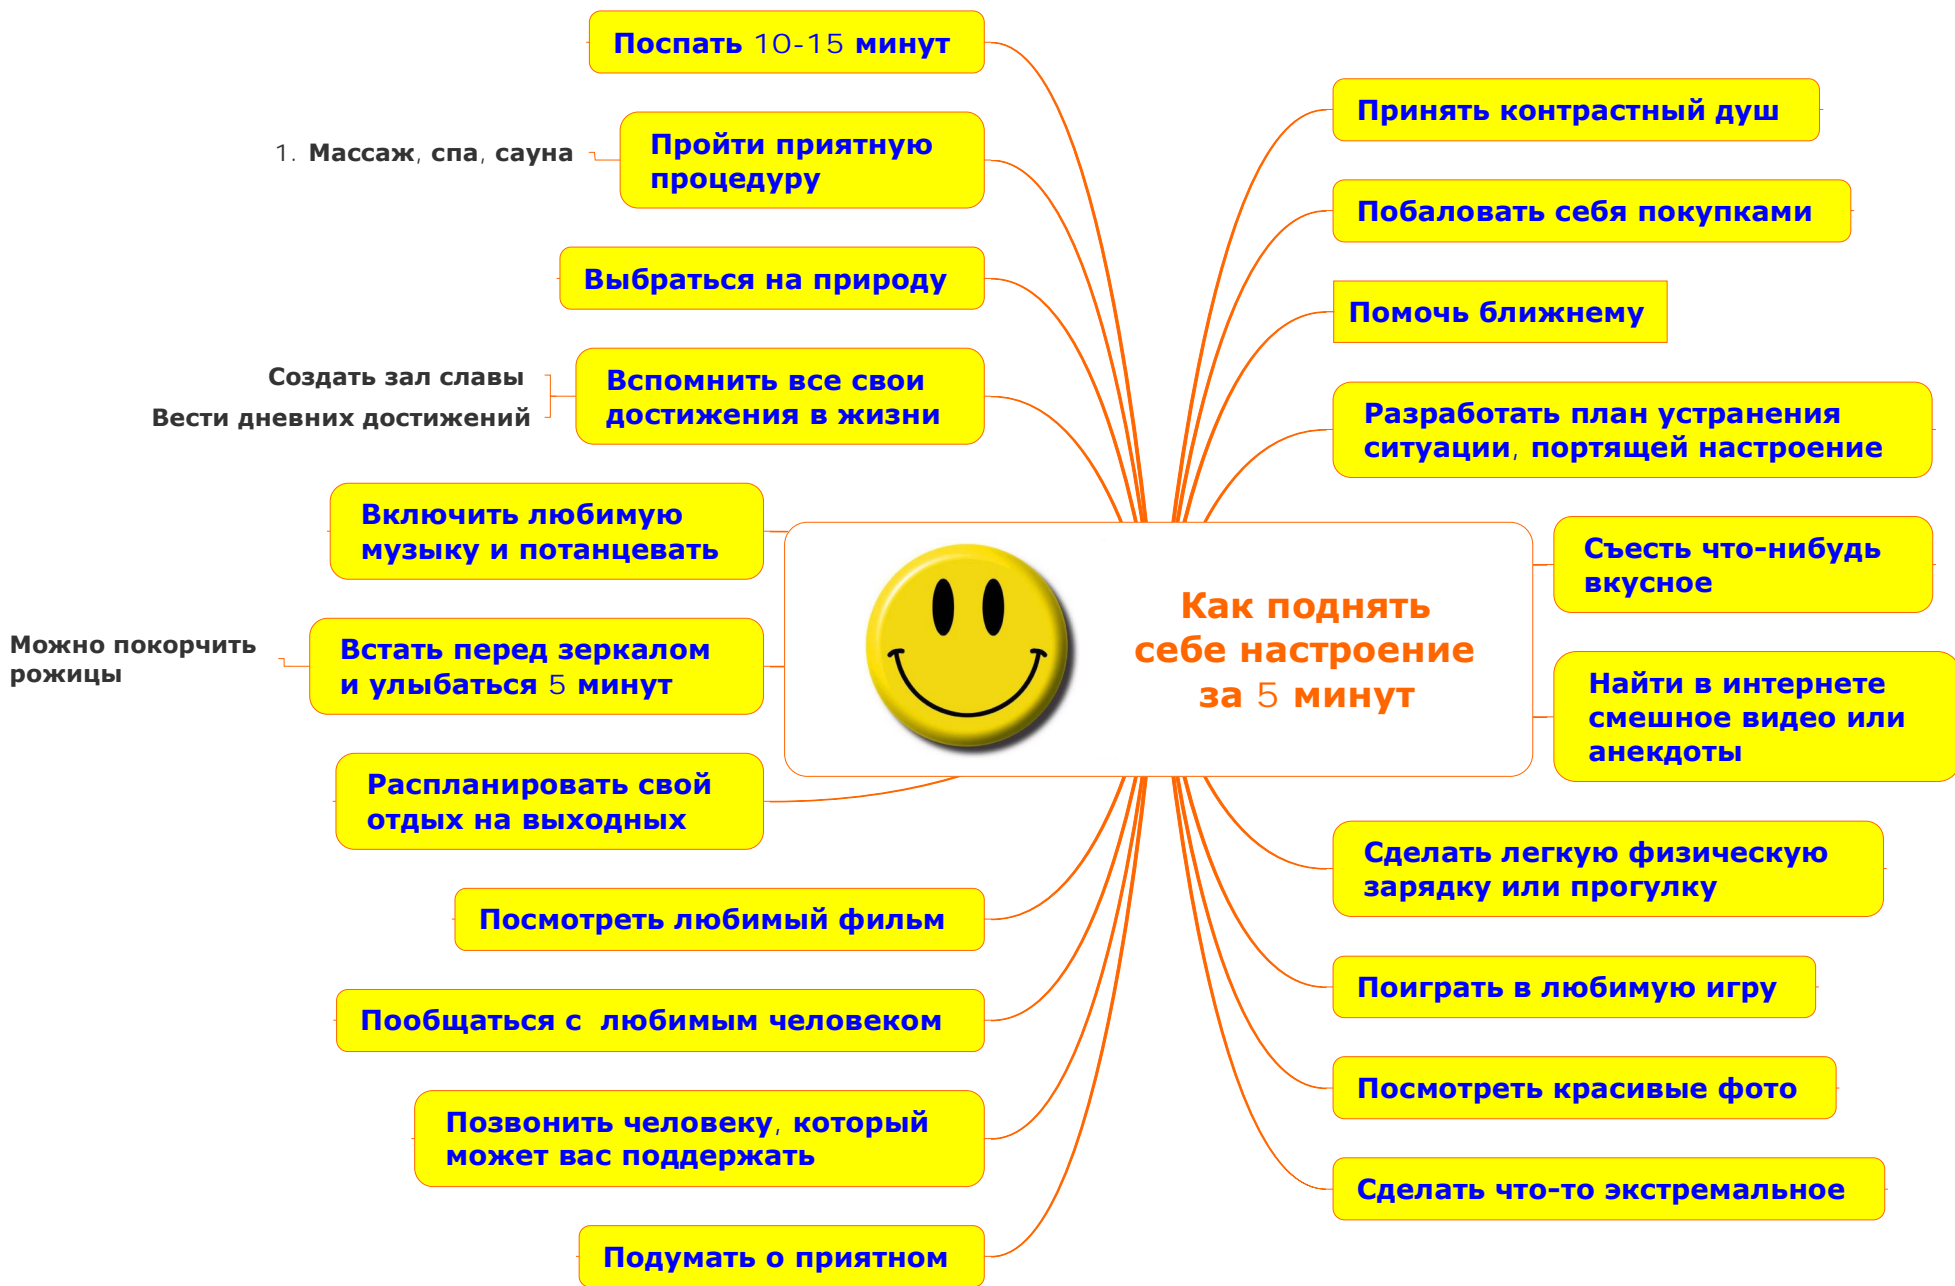 Как поднять
себе настроение
за 5 минут
Принять контрастный душ
Побаловать себя покупками
Помочь ближнему
Разработать план устранения
ситуации, портящей настроение
Съесть что-нибудь
вкусное
Найти в интернете
смешное видео или
анекдоты
Сделать легкую физическую
зарядку или прогулку
Поиграть в любимую игру
Посмотреть красивые фото
Сделать что-то экстремальное
Поспать 10-15 минут
Пройти приятную
процедуру
1. Массаж, спа, сауна
Выбраться на природу
Вспомнить все свои
достижения в жизни
Создать зал славы
Вести дневних достижений
Включить любимую
музыку и потанцевать
Встать перед зеркалом
и улыбаться 5 минут
Можно покорчить
рожицы
Распланировать свой
отдых на выходных
Посмотреть любимый фильм
Пообщаться с  любимым человеком
Позвонить человеку, который
может вас поддержать
Подумать о приятном